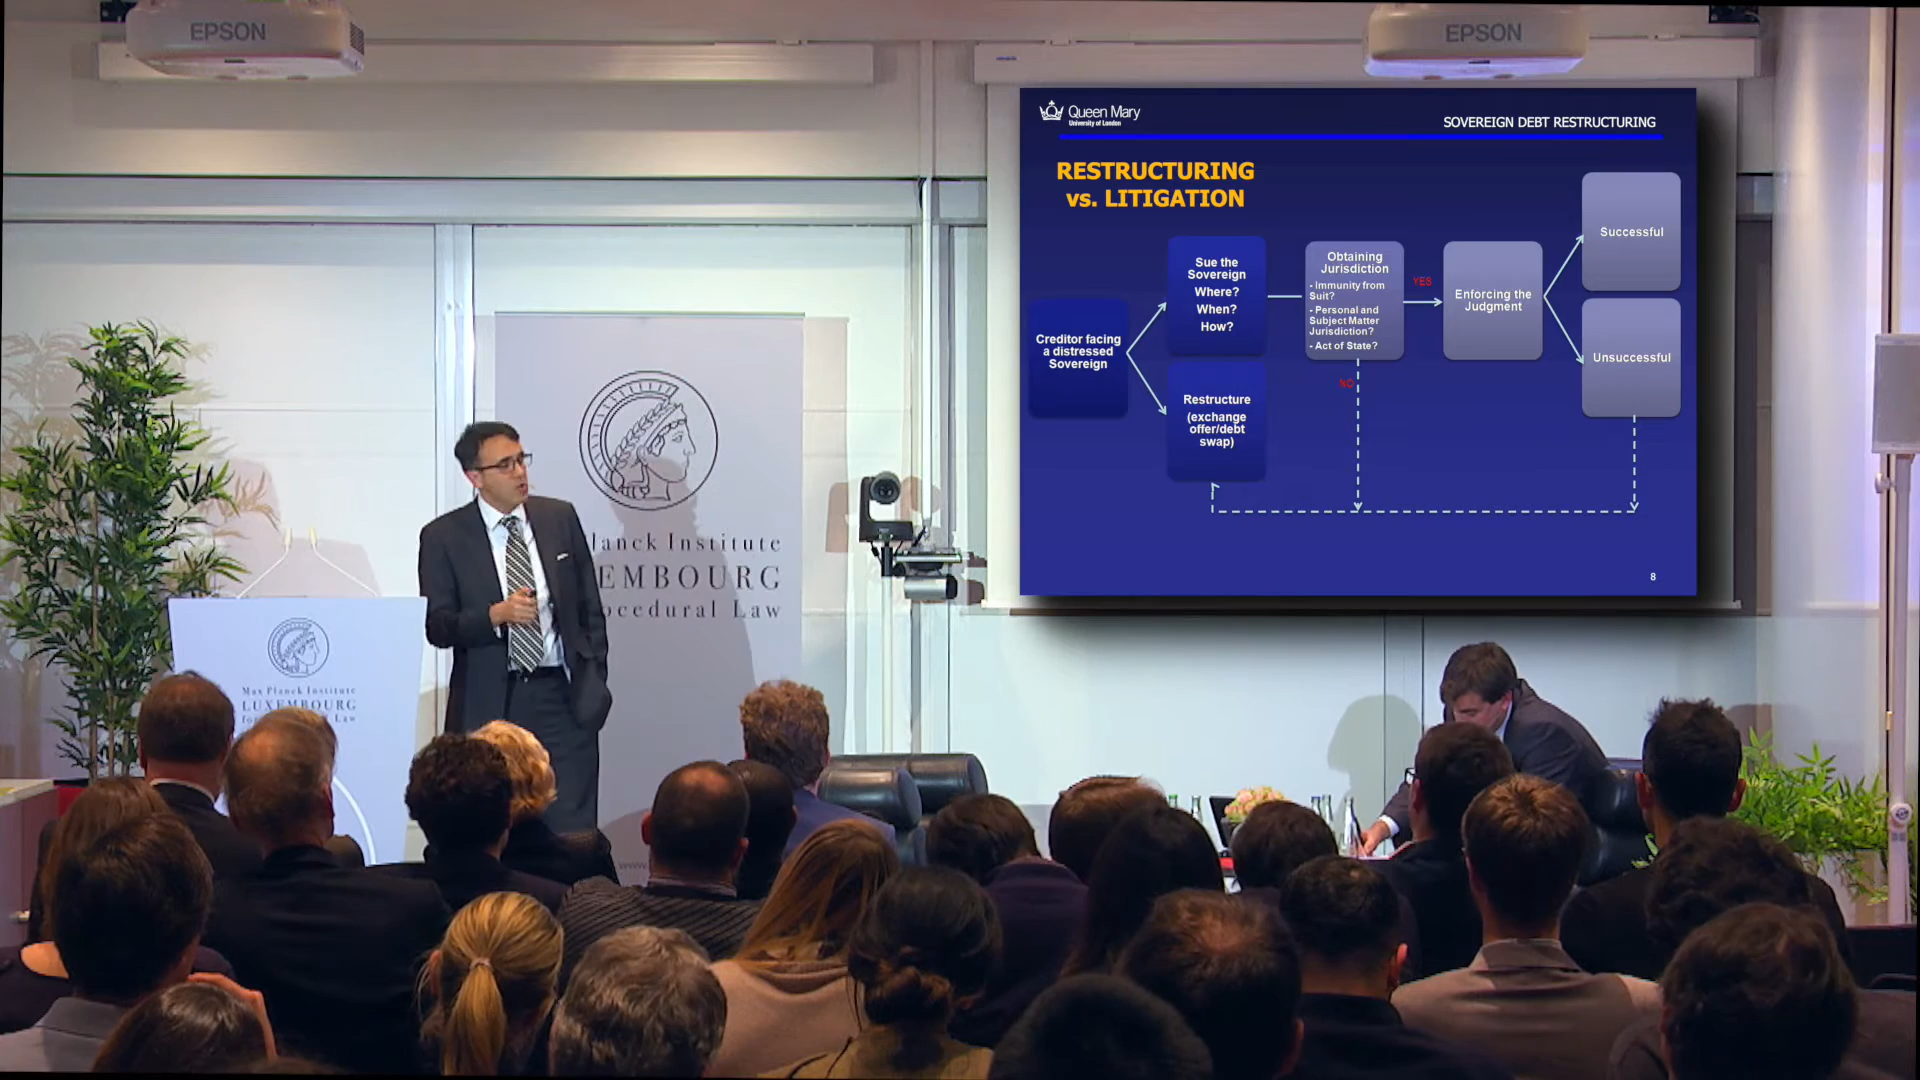 EPSON
EPSON
Queen Mary
University of London
SOVEREIGN DEBT RESTRUCTURING
RESTRUCTURING
vs. LITIGATION
Creditor facing
a distressed
Sovereign
Sue the
Sovereign
Where?
When?
How?
Restructure
(exchange
offer/debt
swap)
Obtaining
Jurisdiction
- Immunity from
Suit?
- Personal and
Subject Matter
Jurisdiction?
- Act of State?
YES
NO
Enforcing the
Judgment
Successful
Unsuccessful
8
lanck Institute
EMBOURG
ocedural Law
Max Planck Institute
LUXEMBOURG
Law